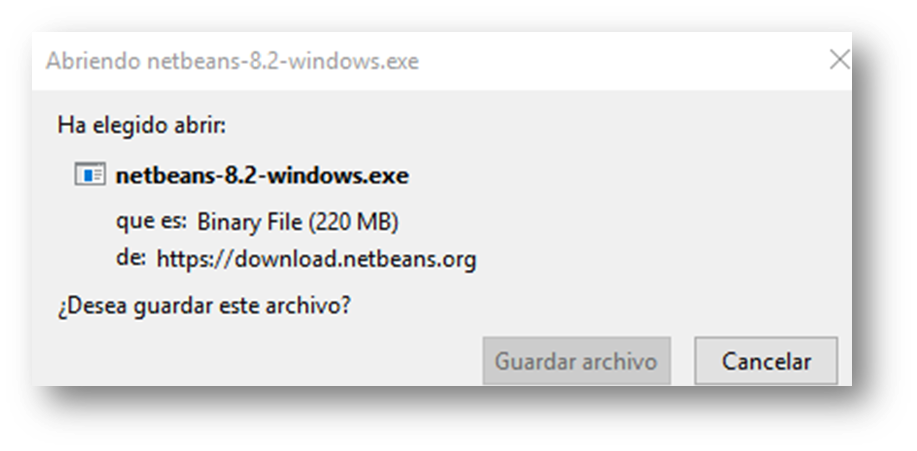 Abriendo netbeans-8.2-windows.exe
Ha elegido abrir:
netbeans-8.2-windows.exe
que es: Binary File (220 MB)
de: https://download.netbeans.org
¿Desea guardar este archivo?
Guardar archivo Cancelar